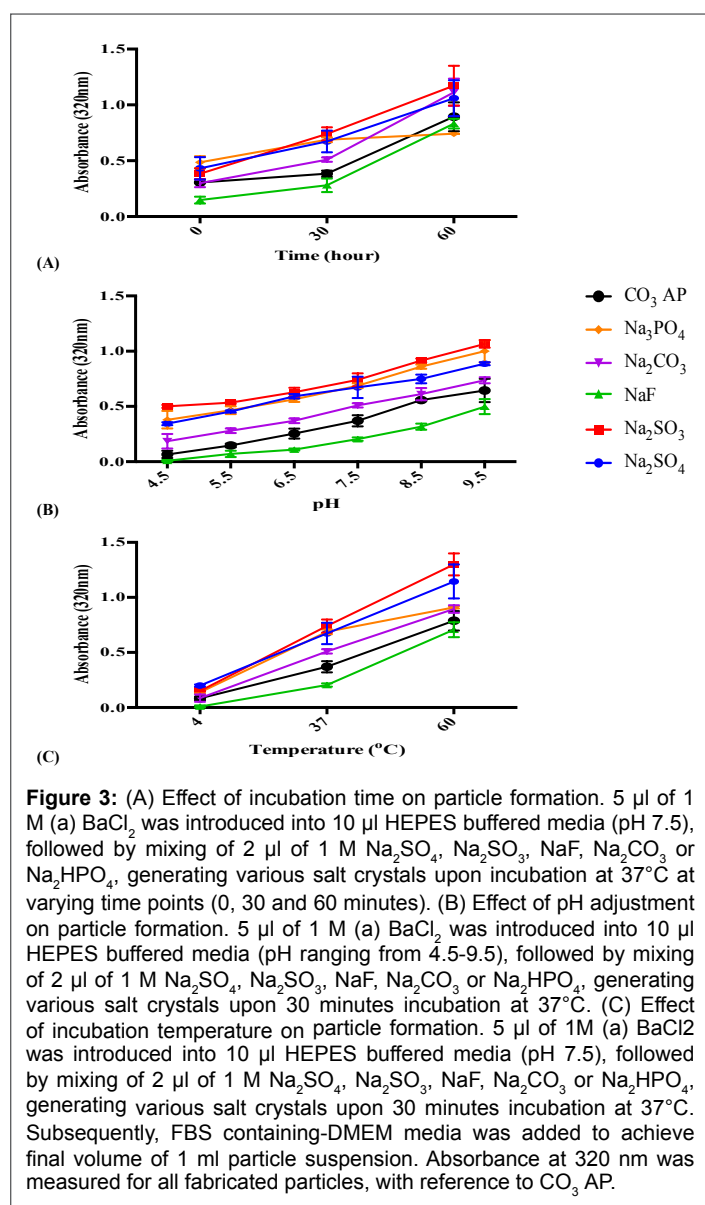 1.5
1.0
0.5
0.0
Absorbance (320nm)
0
30
60
Time (hour)
(A)
1.5
1.0
0.5
0.0
Absorbance (320nm)
4.5
5.5
6.5
7.5
8.5
9.5
pH
(B)
CO₃ AP
Na₃PO₄
Na₂CO₃
NaF
Na₂SO₃
Na₂SO₄
1.5
1.0
0.5
0.0
Absorbance (320nm)
4
37
60
Temperature (°C)
(C)
Figure 3: (A) Effect of incubation time on particle formation. 5 µl of 1
M (a) BaCl₂ was introduced into 10 µl HEPES buffered media (pH 7.5),
followed by mixing of 2 µl of 1 M Na₂SO₄, Na₂SO₃, NaF, Na₂CO₃ or
Na₂HPO₄, generating various salt crystals upon incubation at 37°C at
varying time points (0, 30 and 60 minutes). (B) Effect of pH adjustment
on particle formation. 5 µl of 1 M (a) BaCl₂ was introduced into 10 µl
HEPES buffered media (pH ranging from 4.5-9.5), followed by mixing
of 2 µl of 1 M Na₂SO₄, Na₂SO₃, NaF, Na₂CO₃ or Na₂HPO₄, generating
various salt crystals upon 30 minutes incubation at 37°C. (C) Effect
of incubation temperature on particle formation. 5 µl of 1M (a) BaCl2
was introduced into 10 µl HEPES buffered media (pH 7.5), followed
by mixing of 2 µl of 1 M Na₂SO₄, Na₂SO₃, NaF, Na₂CO₃ or Na₂HPO₄,
generating various salt crystals upon 30 minutes incubation at 37°C.
Subsequently, FBS containing-DMEM media was added to achieve
final volume of 1 ml particle suspension. Absorbance at 320 nm was
measured for all fabricated particles, with reference to CO₃ AP.